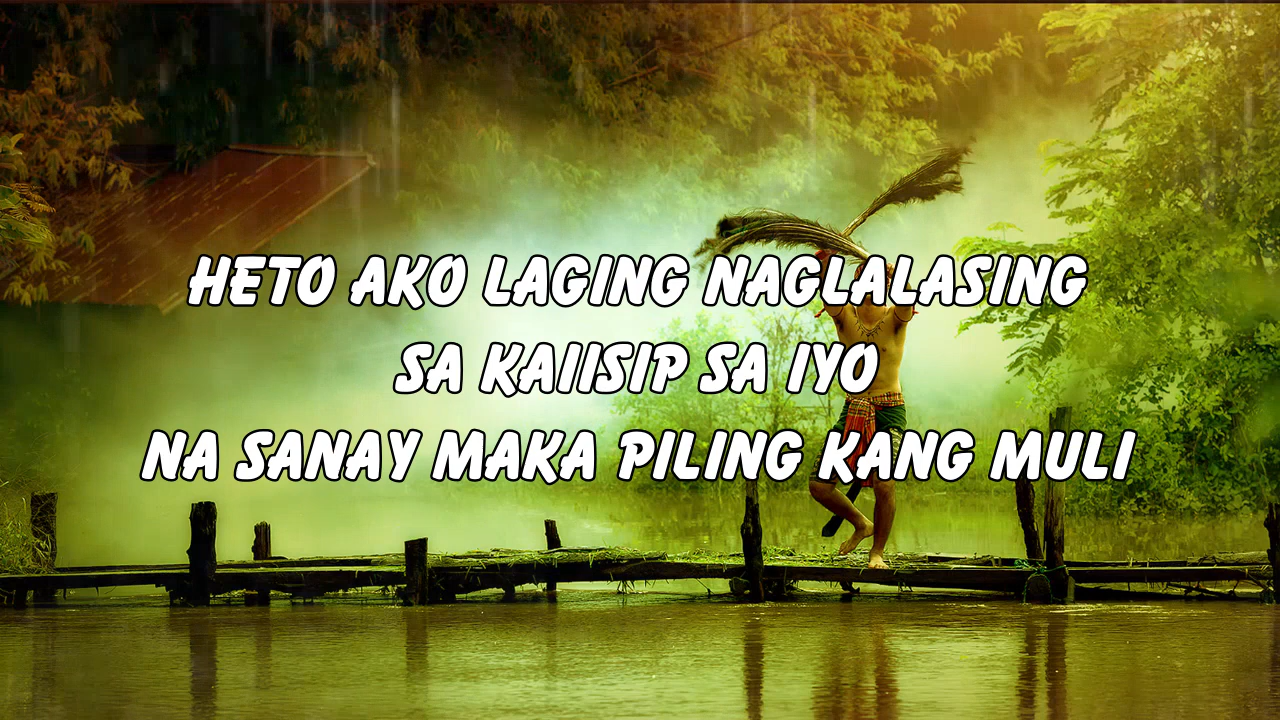 HETO AKO LAGING NAGLALASING
SA KAIISIP SA IYO
NA SANAY MAKA PILING KANG MULI